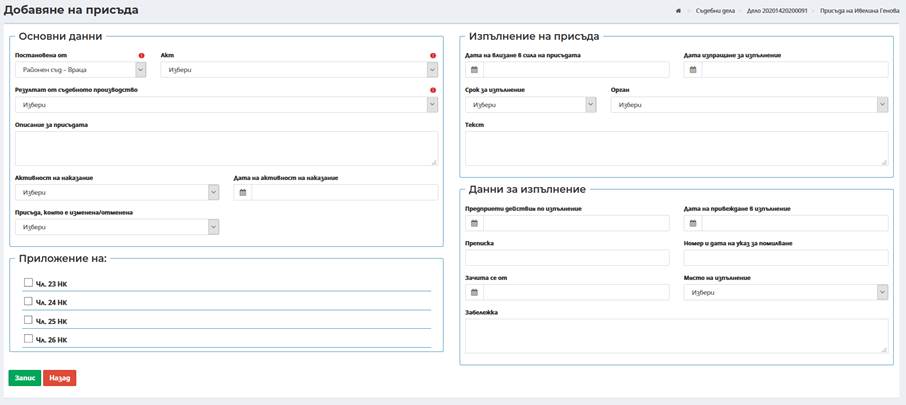 Добавяне на присъда
Съдебни дела
Дело 20201420200091
Присъда на Ивелина Генова
Основни данни
Постановена от
Акт
Районен съд - Враца
Избери
Резултат от съдебното производство
Избери
Описание за присъдата
Активност на наказание
Дата на активност на наказание
Избери
Присъда, която е изменена/отменена
Избери
Приложение на:
Чл. 23 НК
Чл. 24 НК
Чл. 25 НК
Чл. 26 НК
Запис
Назад
Изпълнение на присъда
Дата на влизане в сила на присъдата
Дата изпращане за изпълнение
Срок за изпълнение
Орган
Избери
Избери
Текст
Данни за изпълнение
Предприети действия по изпълнение
Дата на привеждане в изпълнение
Преписка
Номер и дата на указ за помилване
Зачита се от
Място на изпълнение
Избери
Забележка